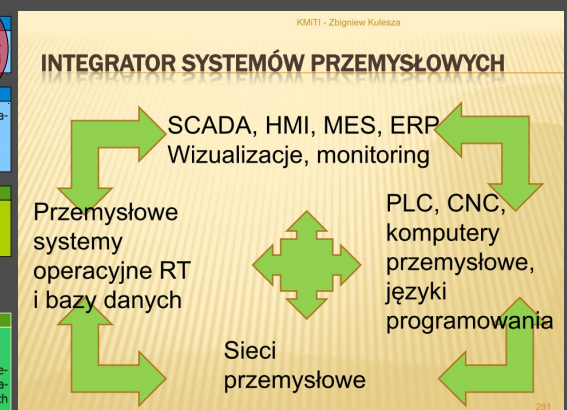 KMiTI - Zbigniew Kulesza
INTEGRATOR SYSTEMÓW PRZEMYSŁOWYCH
SCADA, HMI, MES, ERP
Wizualizacje, monitoring
Przemysłowe
systemy
operacyjne RT
i bazy danych
PLC, CNC,
komputery
przemysłowe,
języki
programowania
Sieci
przemysłowe
281